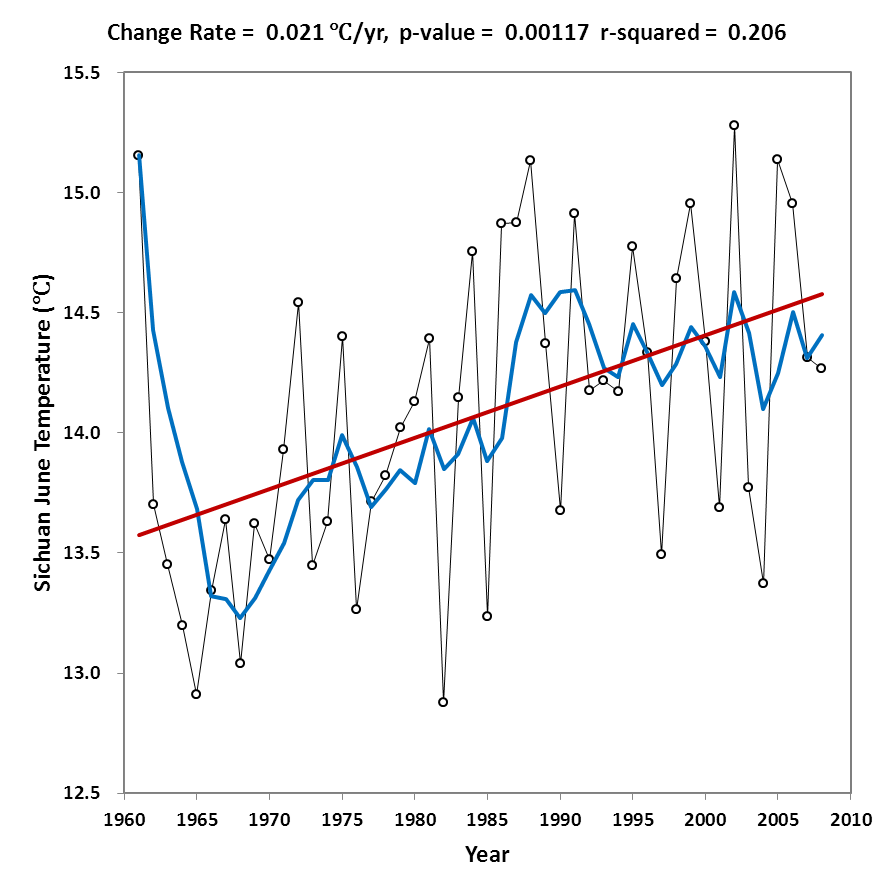 Change Rate = 0.021 ℃/yr, p-value = 0.00117 r-squared = 0.206
15.5
15.0
14.5
14.0
13.5
13.0
12.5
Sichuan June Temperature (℃)
1960 1965 1970 1975 1980 1985 1990 1995 2000 2005 2010
Year